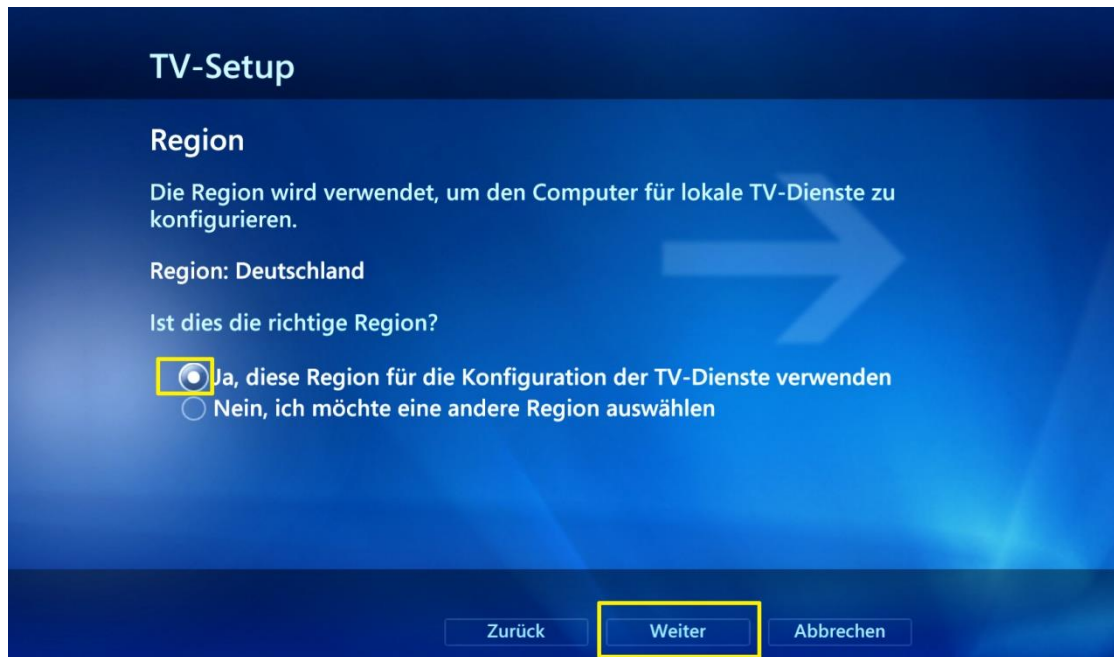 TV-Setup
Region
Die Region wird verwendet, um den Computer für lokale TV-Dienste zu
konfigurieren.
Region: Deutschland
Ist dies die richtige Region?
Ja, diese Region für die Konfiguration der TV-Dienste verwenden
Nein, ich möchte eine andere Region auswählen
Zurück Weiter Abbrechen